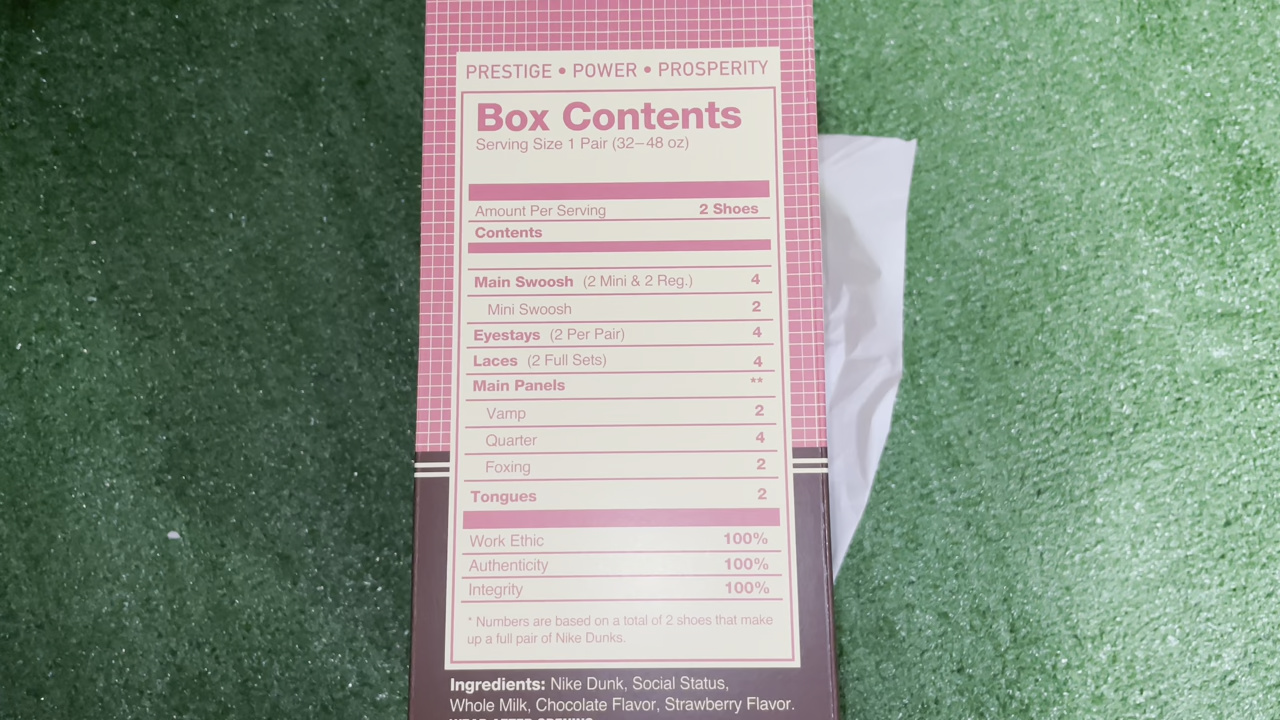 PRESTIGE • POWER • PROSPERITY
Box Contents
Serving Size 1 Pair (32–48 oz)
Amount Per Serving 2 Shoes
Contents
Main Swoosh (2 Mini & 2 Reg.) 4
Mini Swoosh 2
Eyestays (2 Per Pair) 4
Laces (2 Full Sets) 4
Main Panels **
Vamp 2
Quarter 4
Foxing 2
Tongues 2
Work Ethic 100%
Authenticity 100%
Integrity 100%
* Numbers are based on a total of 2 shoes that make
up a full pair of Nike Dunks.
Ingredients: Nike Dunk, Social Status,
Whole Milk, Chocolate Flavor, Strawberry Flavor.
WEAR AFTER OPENING